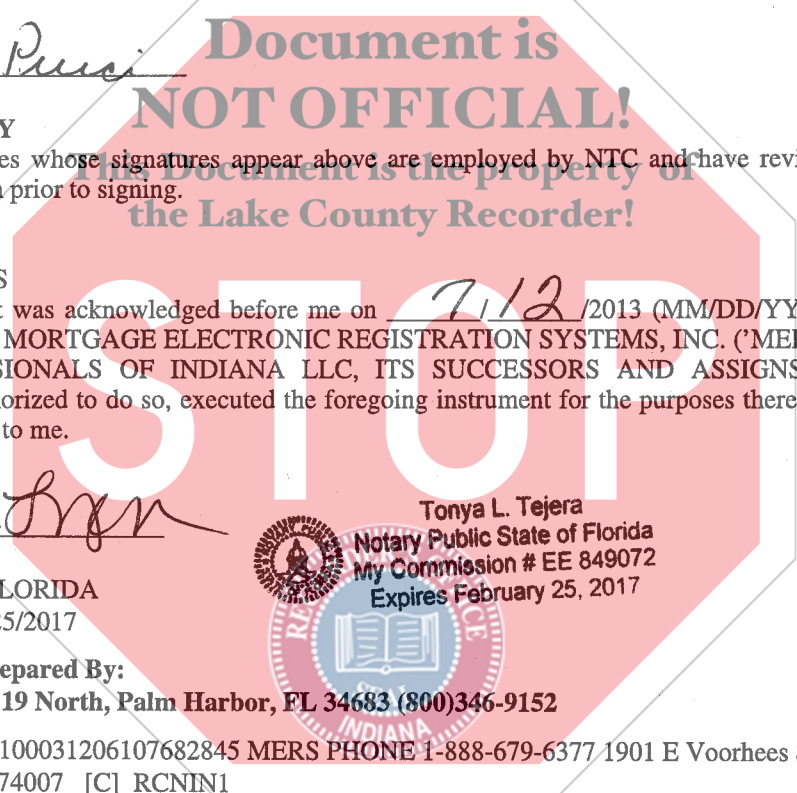 Document is
Pucci
NOT OFFICIAL!
Y
es whose signatures appear above are employed by NTC and have revi
This Document is the property of
prior to signing.
the Lake County Recorder!
S
t was acknowledged before me on 7/12/2013 (MM/DD/YY
MORTGAGE ELECTRONIC REGISTRATION SYSTEMS, INC. ('MER
SIONALS OF INDIANA LLC, ITS SUCCESSORS AND ASSIGNS
orized to do so, executed the foregoing instrument for the purposes there
to me.
STOP
Tonya L. Tejera
Notary Public State of Florida
My Commission # EE 849072
Expires February 25, 2017
LORIDA
25/2017
RECORDER'S OFFICE
SEAL
INDIANA
epared By:
19 North, Palm Harbor, FL 34683 (800)346-9152
100031206107682845 MERS PHONE 1-888-679-6377 1901 E Voorhees
74007 [C] RCNIN1